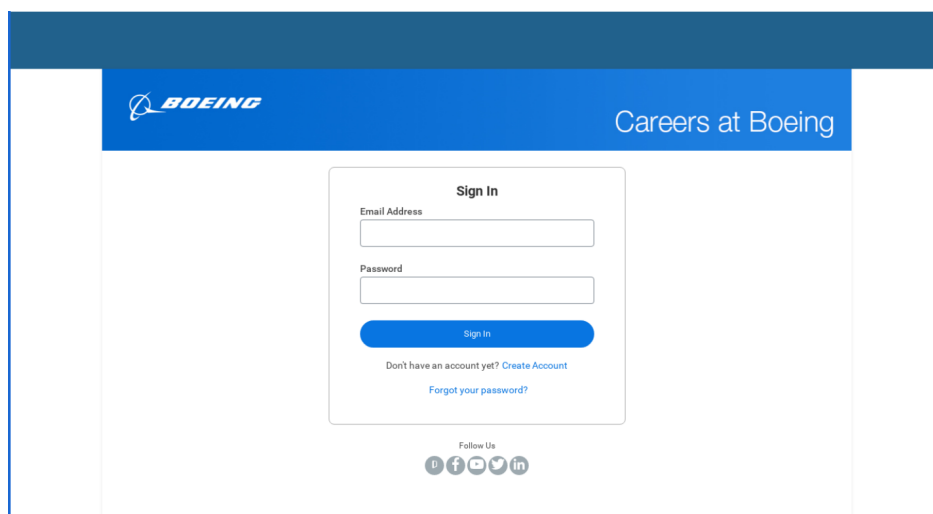 BOEING
Careers at Boeing
Sign In
Email Address
Password
Sign In
Don't have an account yet? Create Account
Forgot your password?
Follow Us
D